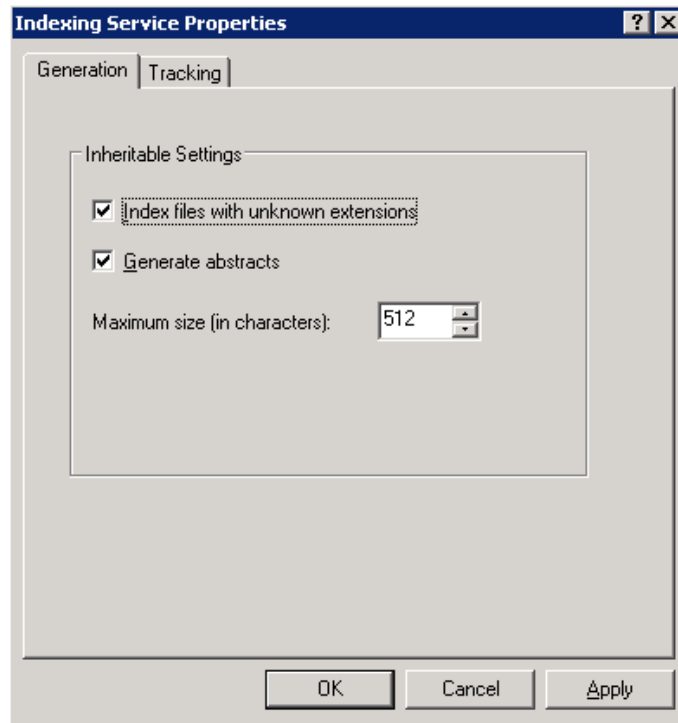 Indexing Service Properties
Generation Tracking
Inheritable Settings
Index files with unknown extensions
Generate abstracts
Maximum size (in characters): 512
OK Cancel Apply